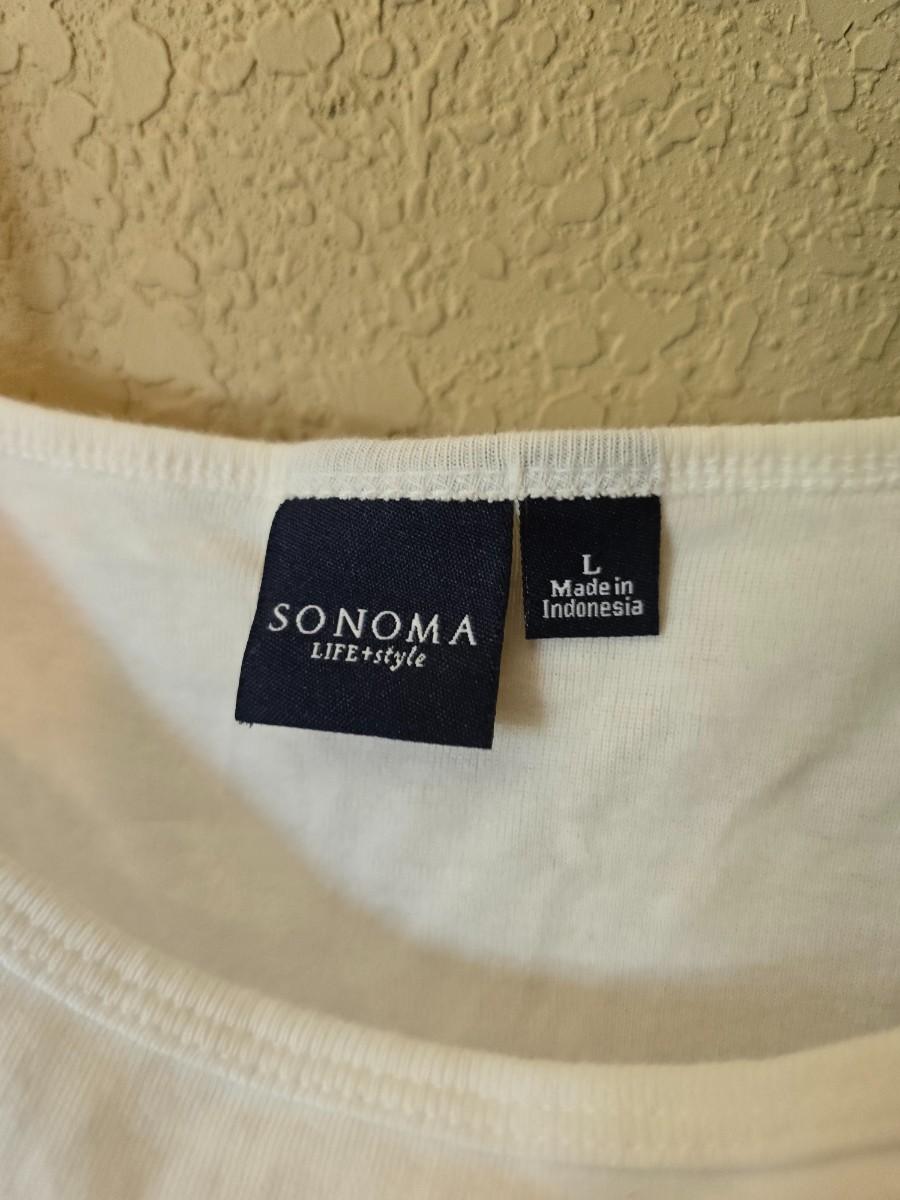 SONOMA
LIFE+style
L
Made in
Indonesia